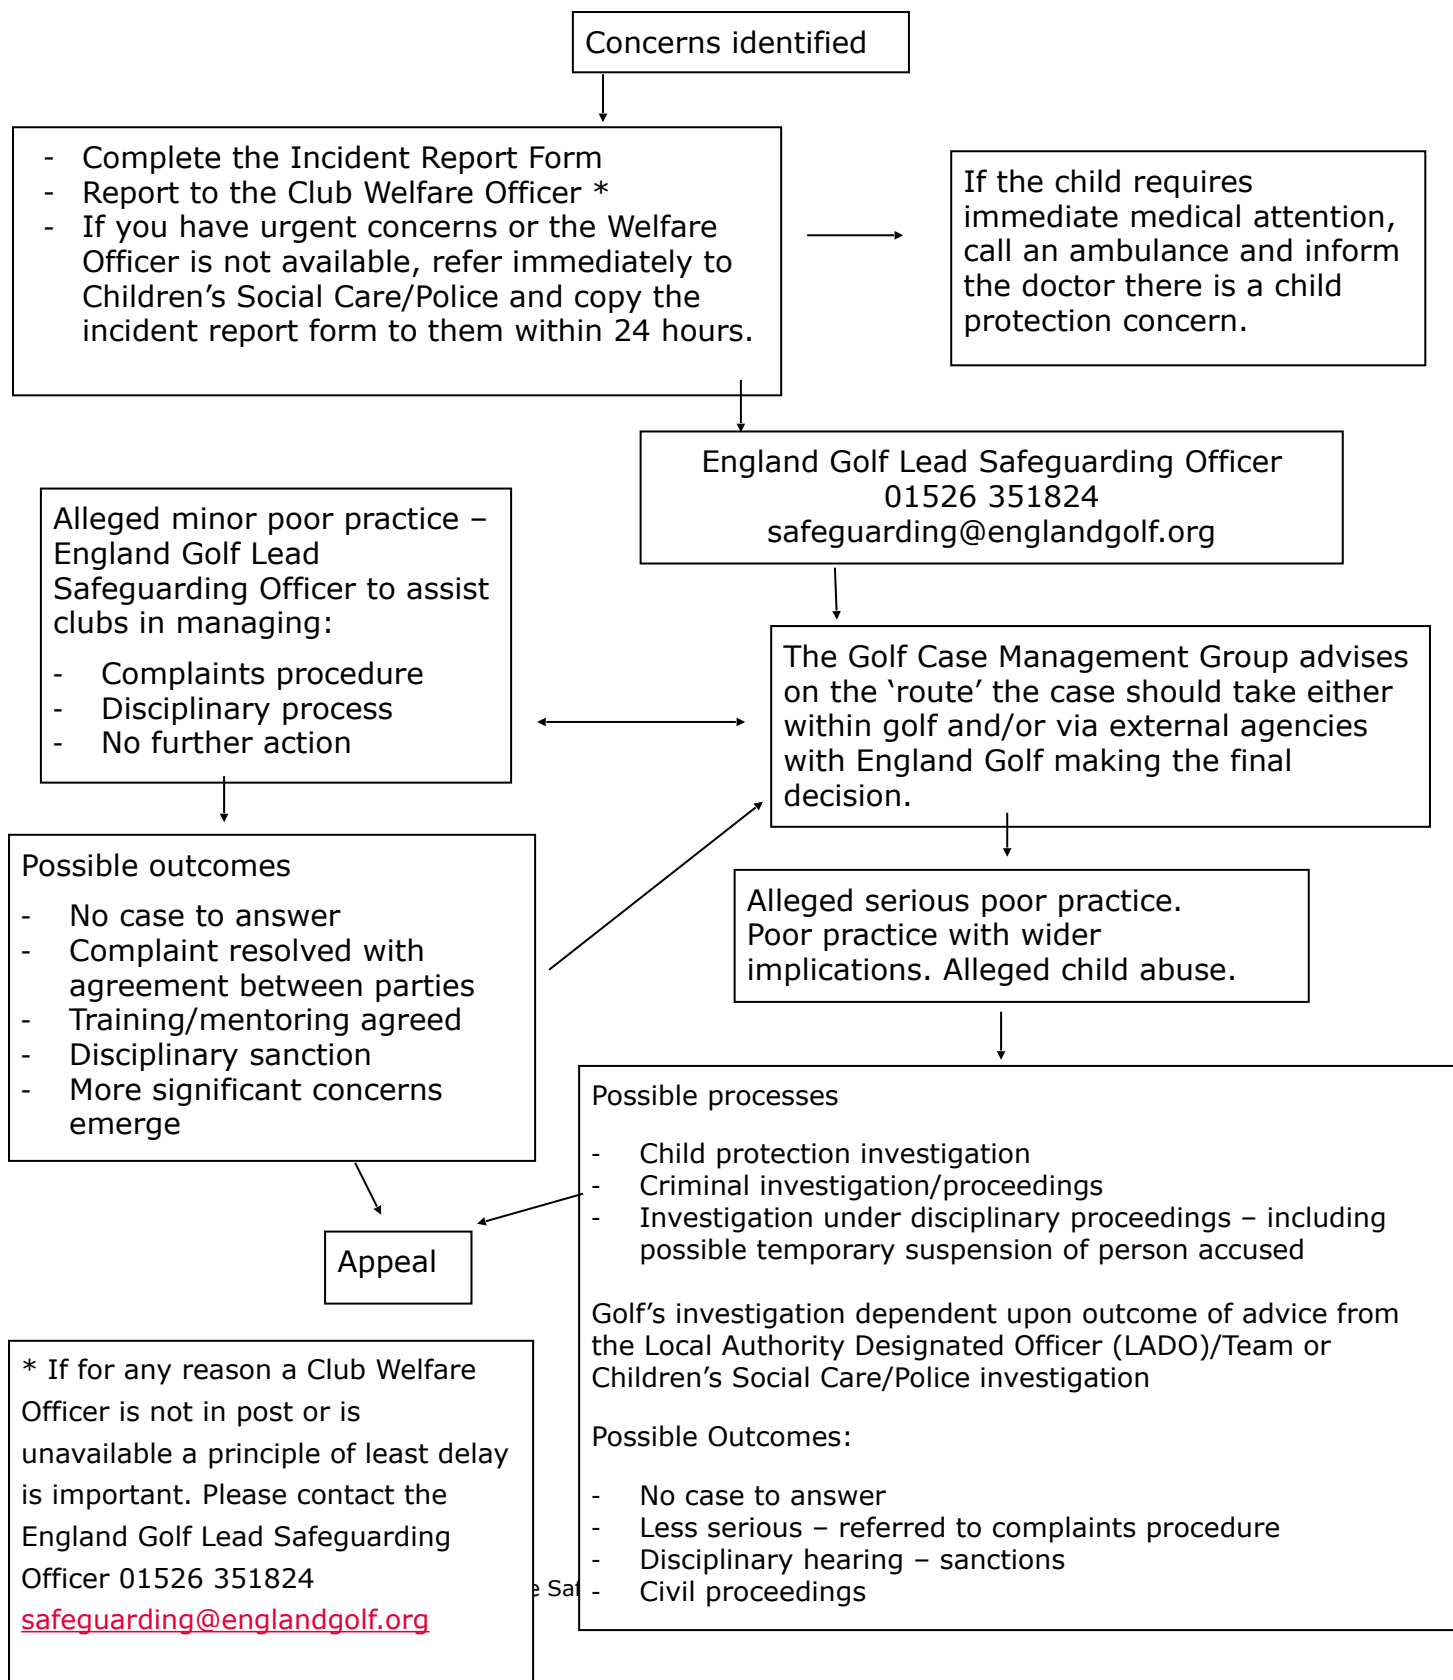 Concerns identified
- Complete the Incident Report Form
- Report to the Club Welfare Officer *
- If you have urgent concerns or the Welfare
Officer is not available, refer immediately to
Children’s Social Care/Police and copy the
incident report form to them within 24 hours.
If the child requires
immediate medical attention,
call an ambulance and inform
the doctor there is a child
protection concern.
England Golf Lead Safeguarding Officer
01526 351824
safeguarding@englandgolf.org
Alleged minor poor practice –
England Golf Lead
Safeguarding Officer to assist
clubs in managing:
- Complaints procedure
- Disciplinary process
- No further action
The Golf Case Management Group advises
on the ‘route’ the case should take either
within golf and/or via external agencies
with England Golf making the final
decision.
Possible outcomes
- No case to answer
- Complaint resolved with
agreement between parties
- Training/mentoring agreed
- Disciplinary sanction
- More significant concerns
emerge
Alleged serious poor practice.
Poor practice with wider
implications. Alleged child abuse.
Possible processes
- Child protection investigation
- Criminal investigation/proceedings
- Investigation under disciplinary proceedings – including
possible temporary suspension of person accused
Golf’s investigation dependent upon outcome of advice from
the Local Authority Designated Officer (LADO)/Team or
Children’s Social Care/Police investigation
Possible Outcomes:
- No case to answer
- Less serious – referred to complaints procedure
- Disciplinary hearing – sanctions
- Civil proceedings
Appeal
* If for any reason a Club Welfare
Officer is not in post or is
unavailable a principle of least delay
is important. Please contact the
England Golf Lead Safeguarding
Officer 01526 351824
safeguarding@englandgolf.org